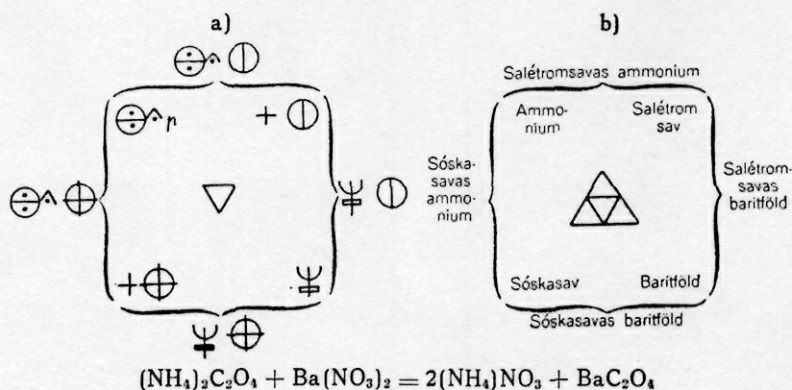 a)
b)
p
Salétromsavas ammonium
Ammo-
nium
Salétrom
sav
Sóska-
savas
ammo-
nium
Salétrom-
savas
baritföld
Sóskasav
Baritföld
Sóskasavas baritföld
(NH₄)₂C₂O₄ + Ba(NO₃)₂ = 2(NH₄)NO₃ + BaC₂O₄